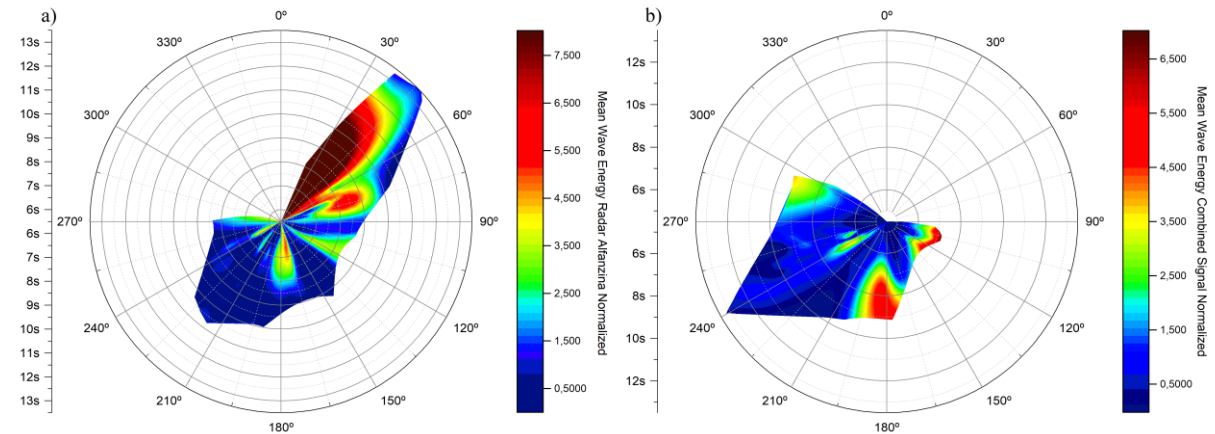 a)
13s
12s
11s
10s
9s
8s
7s
6s
6s
7s
8s
9s
10s
11s
12s
13s
0º
30º
60º
90º
120º
150º
180º
210º
240º
270º
300º
330º
7,500
6,500
5,500
4,500
3,500
2,500
1,500
0,5000
Mean Wave Energy Radar Alfanzina Normalized
b)
12s
10s
8s
6s
6s
8s
10s
12s
0º
30º
60º
90º
120º
150º
180º
210º
240º
270º
300º
330º
6,500
5,500
4,500
3,500
2,500
1,500
0,5000
Mean Wave Energy Combined Signal Normalized